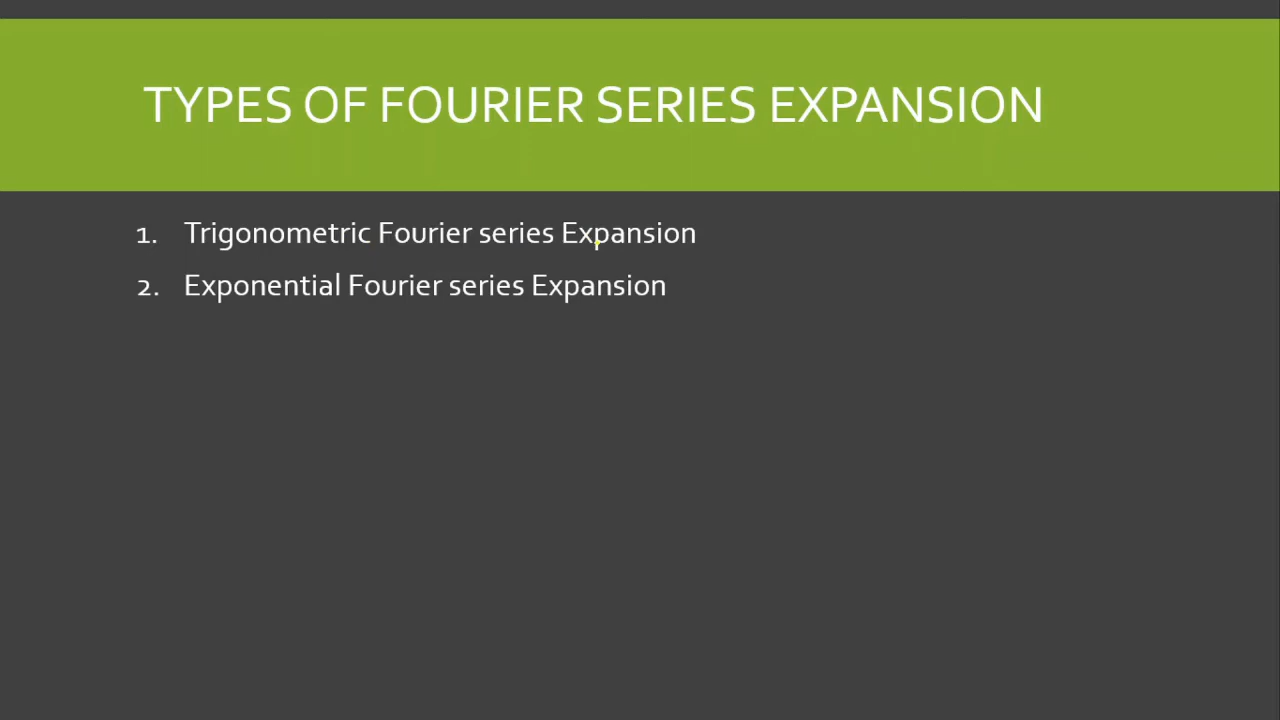 TYPES OF FOURIER SERIES EXPANSION
1. Trigonometric Fourier series Expansion
2. Exponential Fourier series Expansion